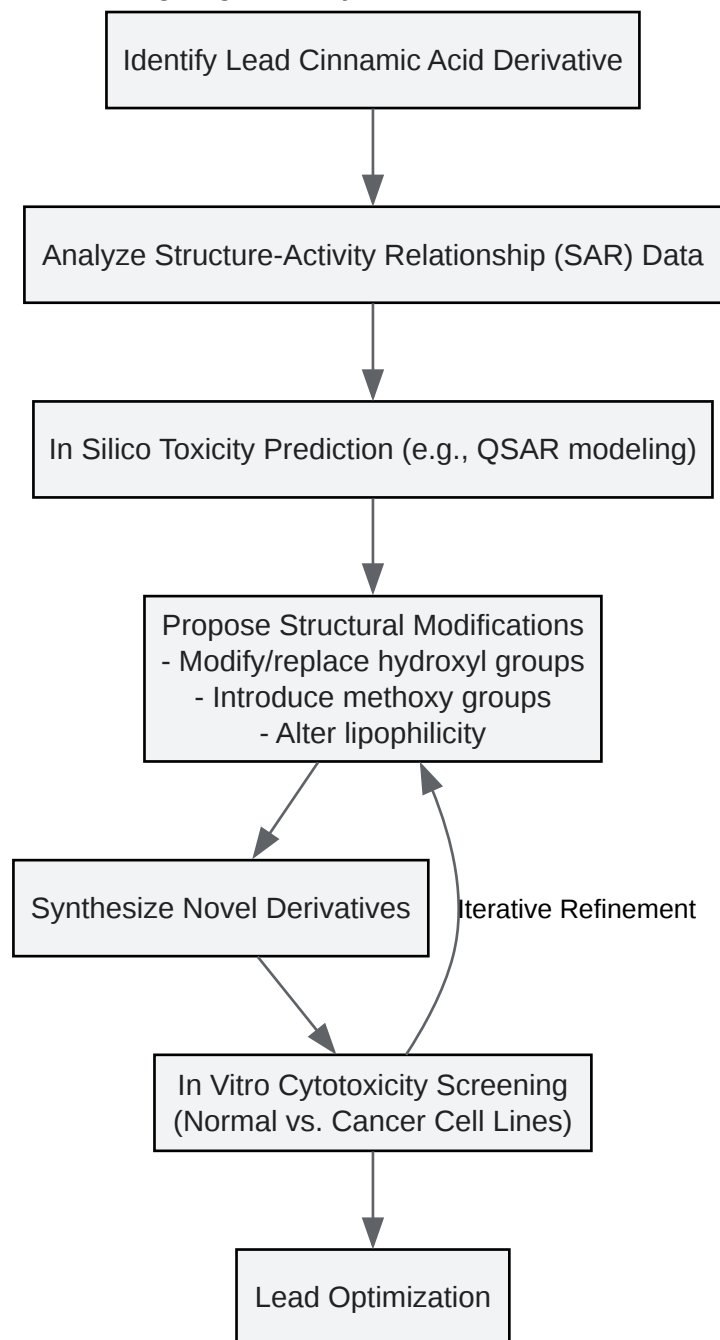 Identify Lead Cinnamic Acid Derivative
Analyze Structure-Activity Relationship (SAR) Data
In Silico Toxicity Prediction (e.g., QSAR modeling)
Propose Structural Modifications
- Modify/replace hydroxyl groups
- Introduce methoxy groups
- Alter lipophilicity
Synthesize Novel Derivatives
Iterative Refinement
In Vitro Cytotoxicity Screening
(Normal vs. Cancer Cell Lines)
Lead Optimization